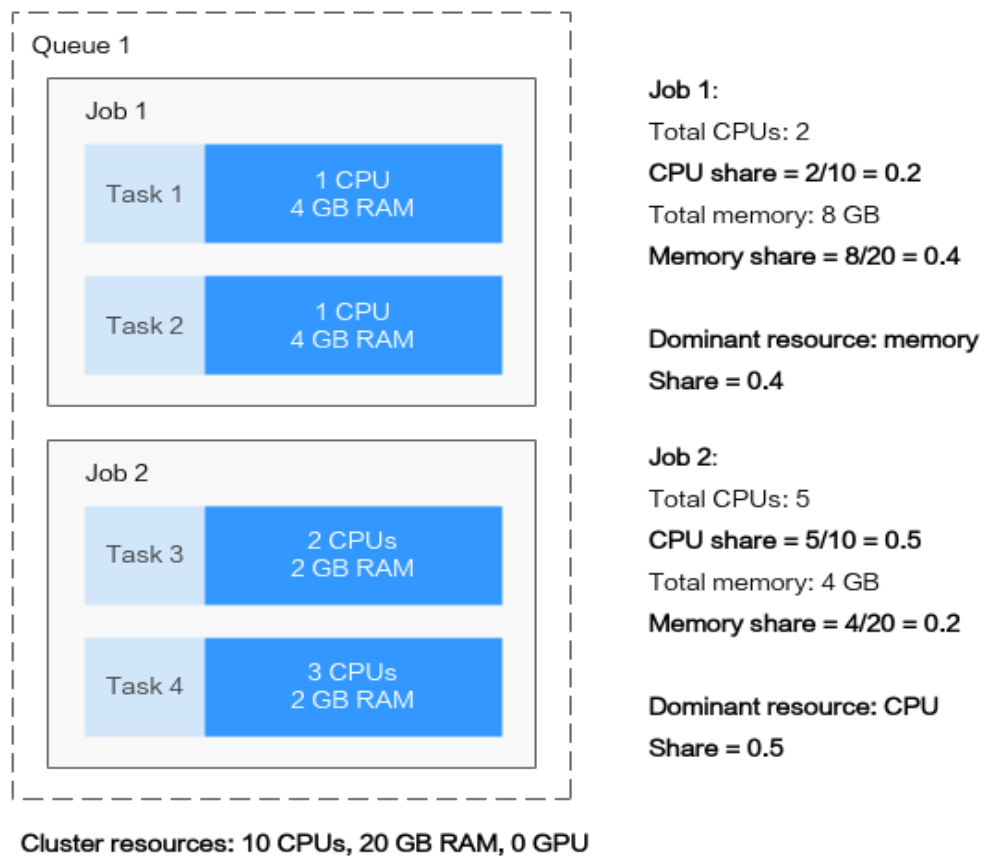 Queue 1
Job 1
Task 1
1 CPU
4 GB RAM
Task 2
1 CPU
4 GB RAM
Job 2
Task 3
2 CPUs
2 GB RAM
Task 4
3 CPUs
2 GB RAM
Job 1:
Total CPUs: 2
CPU share = 2/10 = 0.2
Total memory: 8 GB
Memory share = 8/20 = 0.4
Dominant resource: memory
Share = 0.4
Job 2:
Total CPUs: 5
CPU share = 5/10 = 0.5
Total memory: 4 GB
Memory share = 4/20 = 0.2
Dominant resource: CPU
Share = 0.5
Cluster resources: 10 CPUs, 20 GB RAM, 0 GPU